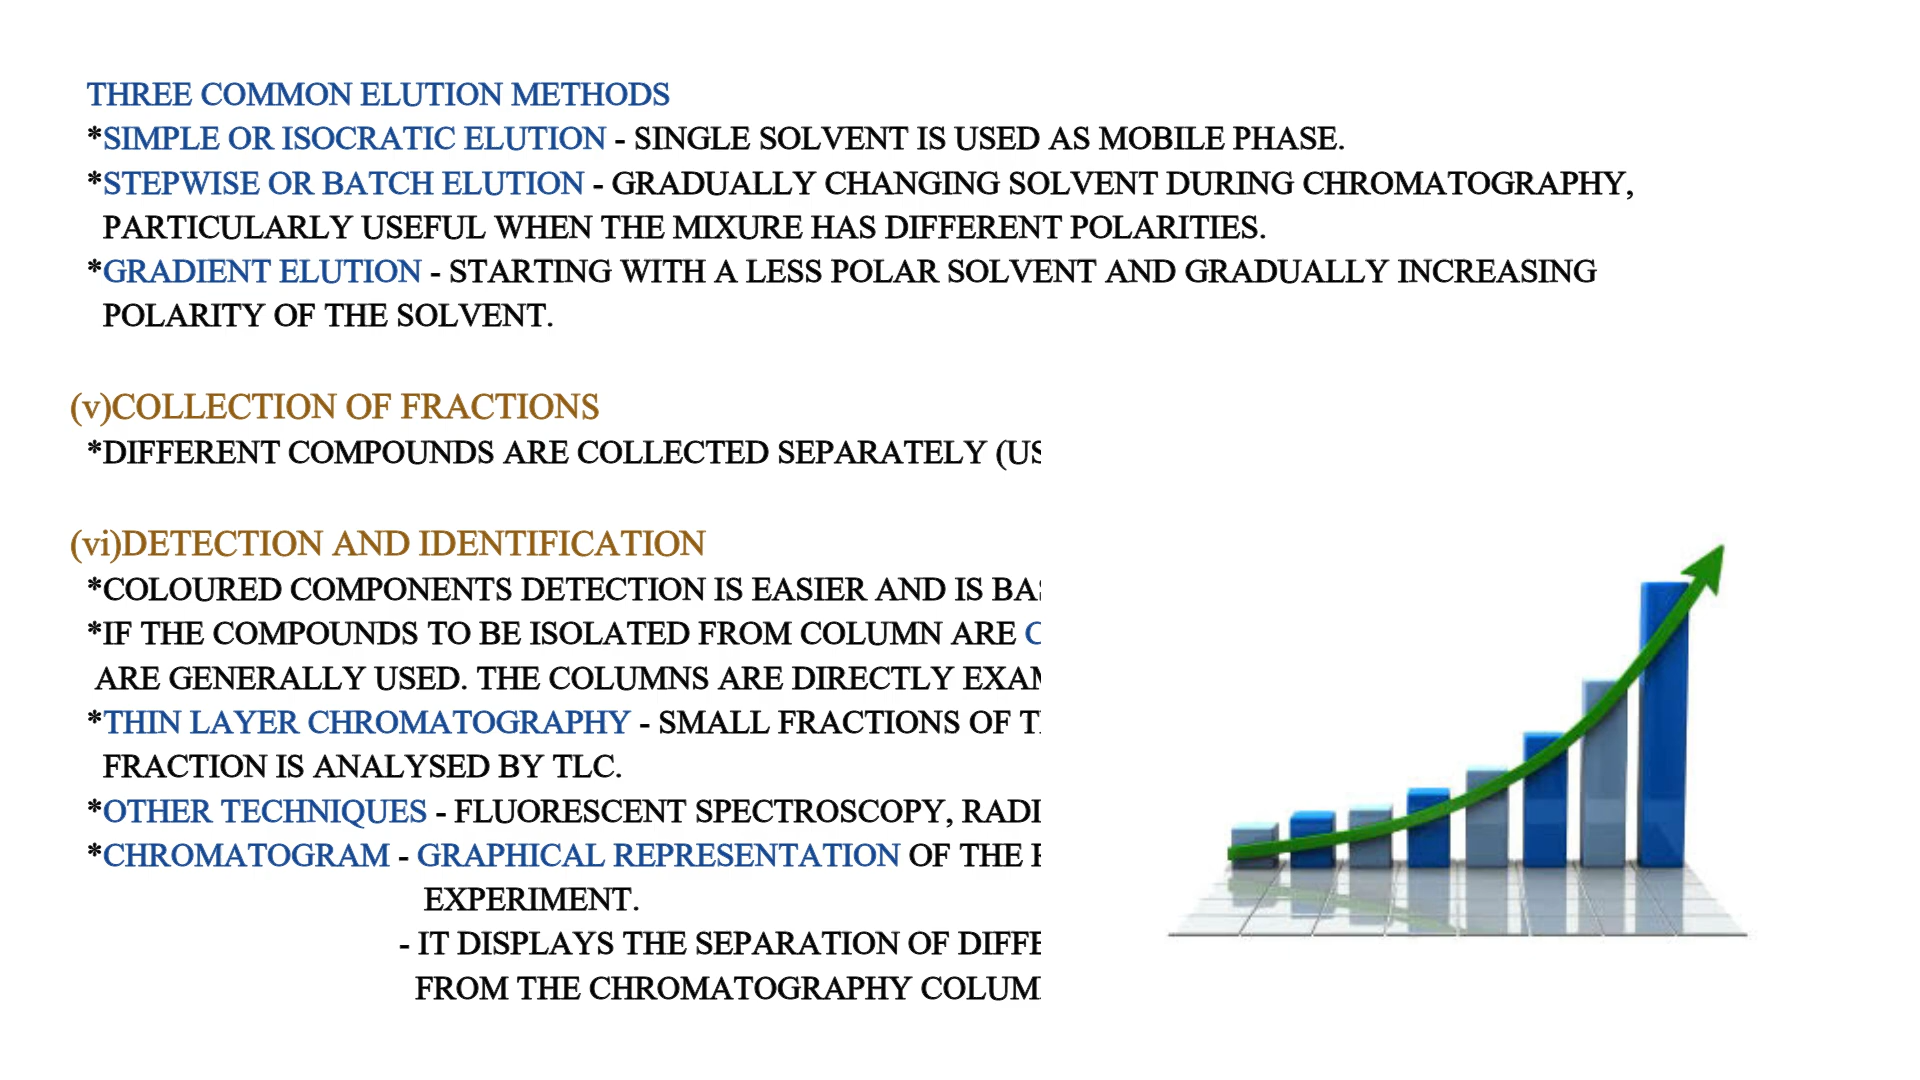 THREE COMMON ELUTION METHODS
*SIMPLE OR ISOCRATIC ELUTION - SINGLE SOLVENT IS USED AS MOBILE PHASE.
*STEPWISE OR BATCH ELUTION - GRADUALLY CHANGING SOLVENT DURING CHROMATOGRAPHY,
PARTICULARLY USEFUL WHEN THE MIXURE HAS DIFFERENT POLARITIES.
*GRADIENT ELUTION - STARTING WITH A LESS POLAR SOLVENT AND GRADUALLY INCREASING
POLARITY OF THE SOLVENT.
(v)COLLECTION OF FRACTIONS
*DIFFERENT COMPOUNDS ARE COLLECTED SEPARATELY
(vi)DETECTION AND IDENTIFICATION
*COLOURED COMPONENTS DETECTION IS EASIER AND IS
*IF THE COMPOUNDS TO BE ISOLATED FROM COLUMN ARE
ARE GENERALLY USED. THE COLUMNS ARE DIRECTLY
*THIN LAYER CHROMATOGRAPHY - SMALL FRACTIONS OF
FRACTION IS ANALYSED BY TLC.
*OTHER TECHNIQUES - FLUORESCENT SPECTROSCOPY,
*CHROMATOGRAM - GRAPHICAL REPRESENTATION OF THE
EXPERIMENT.
- IT DISPLAYS THE SEPARATION OF
FROM THE CHROMATOGRAPHY